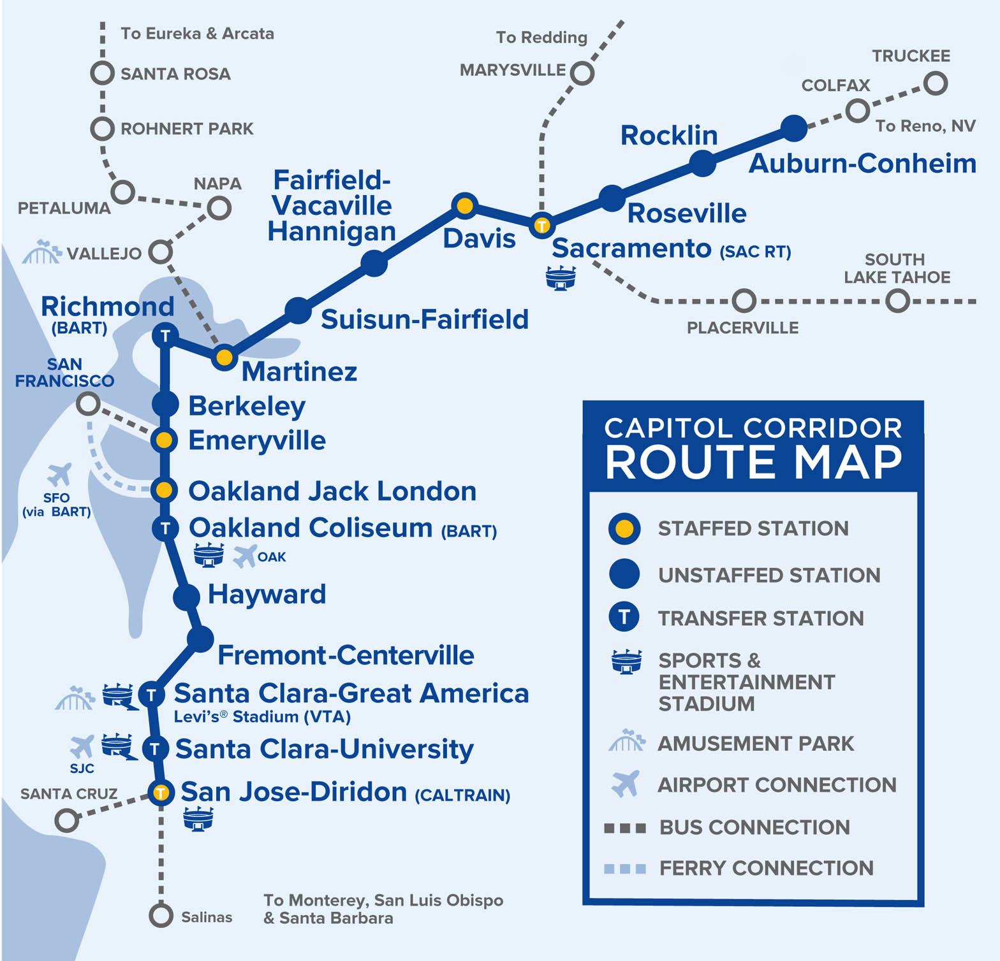 To Eureka & Arcata
SANTA ROSA
ROHNERT PARK
PETALUMA
NAPA
VALLEJO
To Redding
MARYSVILLE
TRUCKEE
COLFAX
To Reno, NV
Rocklin
Auburn-Conheim
Roseville
Fairfield-
Vacaville
Hannigan
Davis
T
Sacramento (SAC RT)
SOUTH
LAKE TAHOE
PLACERVILLE
Suisun-Fairfield
Richmond
(BART)
T
Martinez
SAN
FRANCISCO
Berkeley
Emeryville
SFO
(via BART)
Oakland Jack London
T
Oakland Coliseum (BART)
OAK
Hayward
Fremont-Centerville
T
Santa Clara-Great America
Levi's® Stadium (VTA)
T
Santa Clara-University
SJC
T
San Jose-Diridon (CALTRAIN)
SANTA CRUZ
Salinas
To Monterey, San Luis Obispo
& Santa Barbara
CAPITOL CORRIDOR
ROUTE MAP
STAFFED STATION
UNSTAFFED STATION
T
TRANSFER STATION
SPORTS &
ENTERTAINMENT
STADIUM
AMUSEMENT PARK
AIRPORT CONNECTION
BUS CONNECTION
FERRY CONNECTION